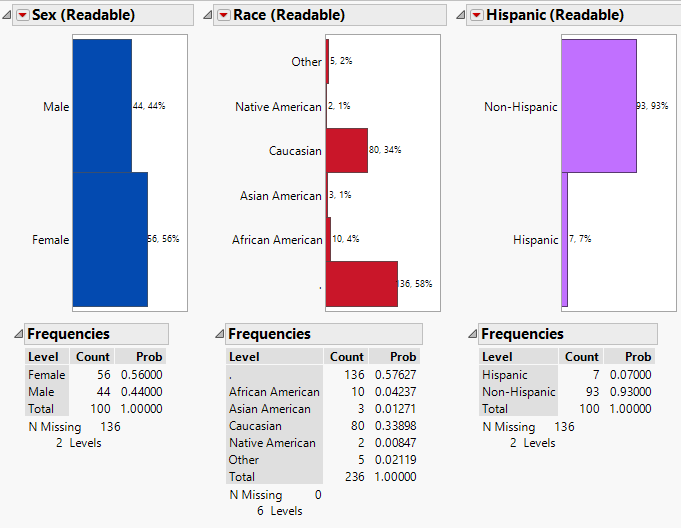 Sex (Readable)
Male
44, 44%
Female
56, 56%
Frequencies
Level Count Prob
Female 56 0.56000
Male 44 0.44000
Total 100 1.00000
N Missing 136
2 Levels
Race (Readable)
Other
5, 2%
Native American
2, 1%
Caucasian
80, 34%
Asian American
3, 1%
African American
10, 4%
.
136, 58%
Frequencies
Level Count Prob
. 136 0.57627
African American 10 0.04237
Asian American 3 0.01271
Caucasian 80 0.33898
Native American 2 0.00847
Other 5 0.02119
Total 236 1.00000
N Missing 0
6 Levels
Hispanic (Readable)
Non-Hispanic
93, 93%
Hispanic
7, 7%
Frequencies
Level Count Prob
Hispanic 7 0.07000
Non-Hispanic 93 0.93000
Total 100 1.00000
N Missing 136
2 Levels